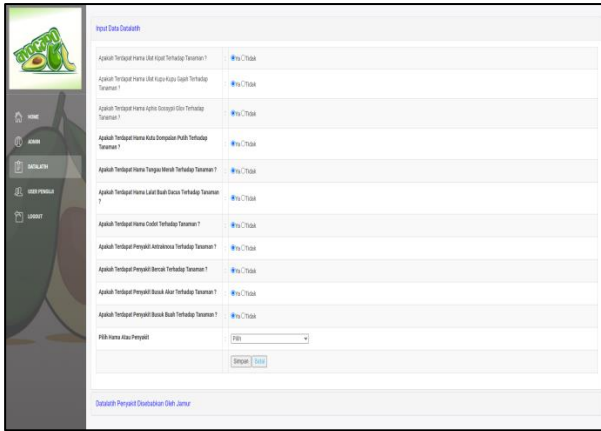 AVOCADO
Input Data Datalatih
Apakah Terdapat Hama Ulat Kipat Terhadap Tanaman ? : Ya Tidak
Apakah Terdapat Hama Ulat Kupu-Kupu Gajah Terhadap
Tanaman ? : Ya Tidak
Apakah Terdapat Hama Aphis Gossypii Glov Terhadap
Tanaman ? : Ya Tidak
Apakah Terdapat Hama Kutu Dompolan Putih Terhadap
Tanaman ? : Ya Tidak
Apakah Terdapat Hama Tungau Merah Terhadap Tanaman ? : Ya Tidak
Apakah Terdapat Hama Lalat Buah Dacus Terhadap Tanaman
? : Ya Tidak
Apakah Terdapat Hama Codot Terhadap Tanaman ? : Ya Tidak
Apakah Terdapat Penyakit Antraknosa Terhadap Tanaman ? : Ya Tidak
Apakah Terdapat Penyakit Bercak Terhadap Tanaman ? : Ya Tidak
Apakah Terdapat Penyakit Busuk Akar Terhadap Tanaman ? : Ya Tidak
Apakah Terdapat Penyakit Busuk Buah Terhadap Tanaman ? : Ya Tidak
Pilih Hama Atau Penyakit : Pilih
Simpan Batal
Datalatih Penyakit Disebabkan Oleh Jamur
HOME
ADMIN
DATALATIH
USER PENGUJI
LOGOUT